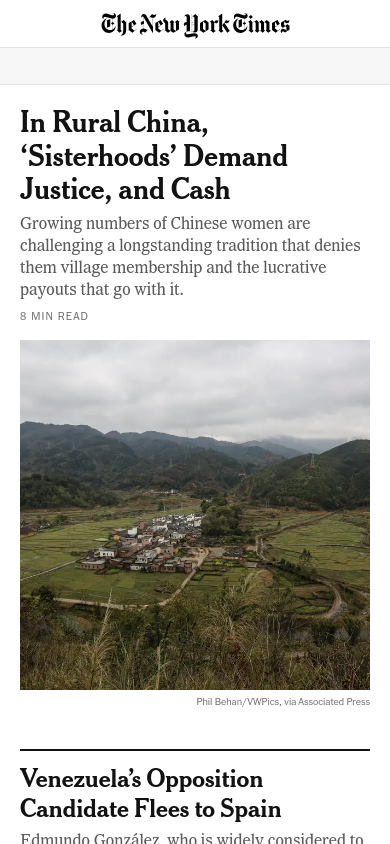 The New York Times
In Rural China,
‘Sisterhoods’ Demand
Justice, and Cash
Growing numbers of Chinese women are
challenging a longstanding tradition that denies
them village membership and the lucrative
payouts that go with it.
8 MIN READ
Phil Behan/VWPics, via Associated Press
Venezuela’s Opposition
Candidate Flees to Spain
Edmundo González, who is widely considered to